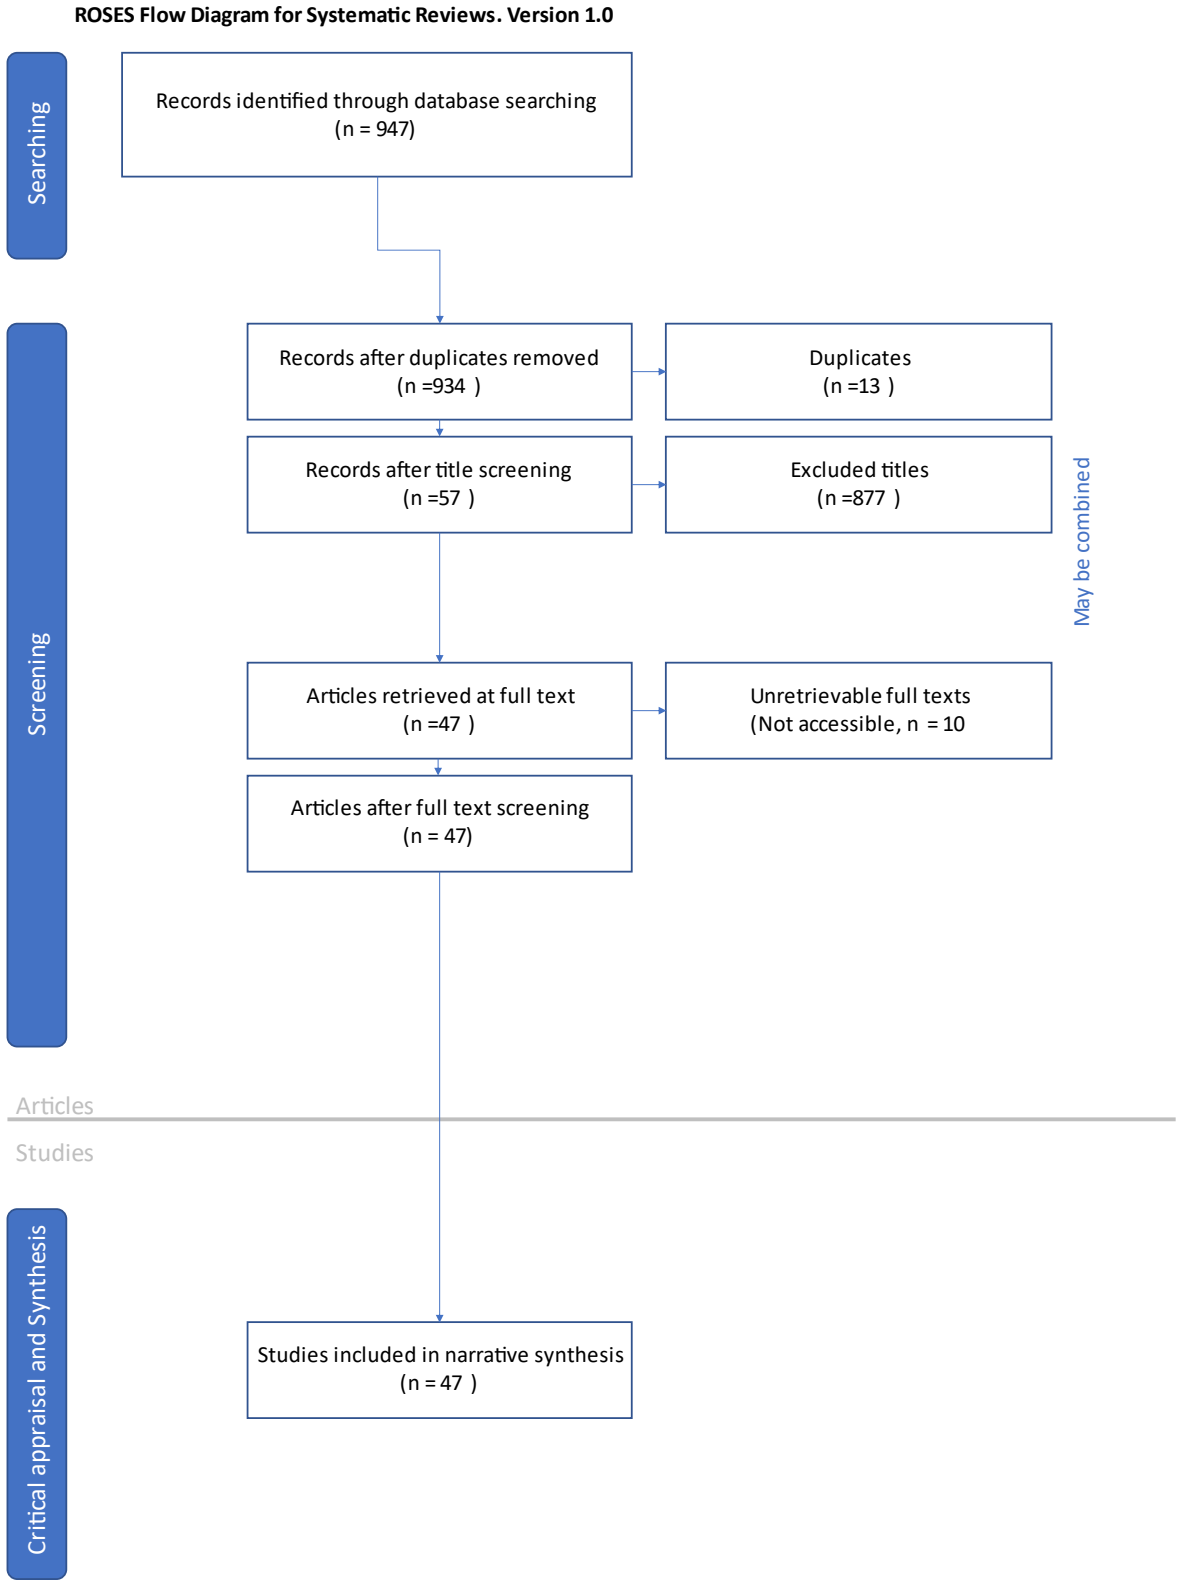 ROSES Flow Diagram for Systematic Reviews. Version 1.0
Searching
Records identified through database searching
(n = 947)
Screening
Records after duplicates removed
(n =934 )
Duplicates
(n =13 )
Records after title screening
(n =57 )
Excluded titles
(n =877 )
May be combined
Articles retrieved at full text
(n =47 )
Unretrievable full texts
(Not accessible, n = 10
Articles after full text screening
(n = 47)
Articles
Studies
Critical appraisal and Synthesis
Studies included in narrative synthesis
(n = 47 )